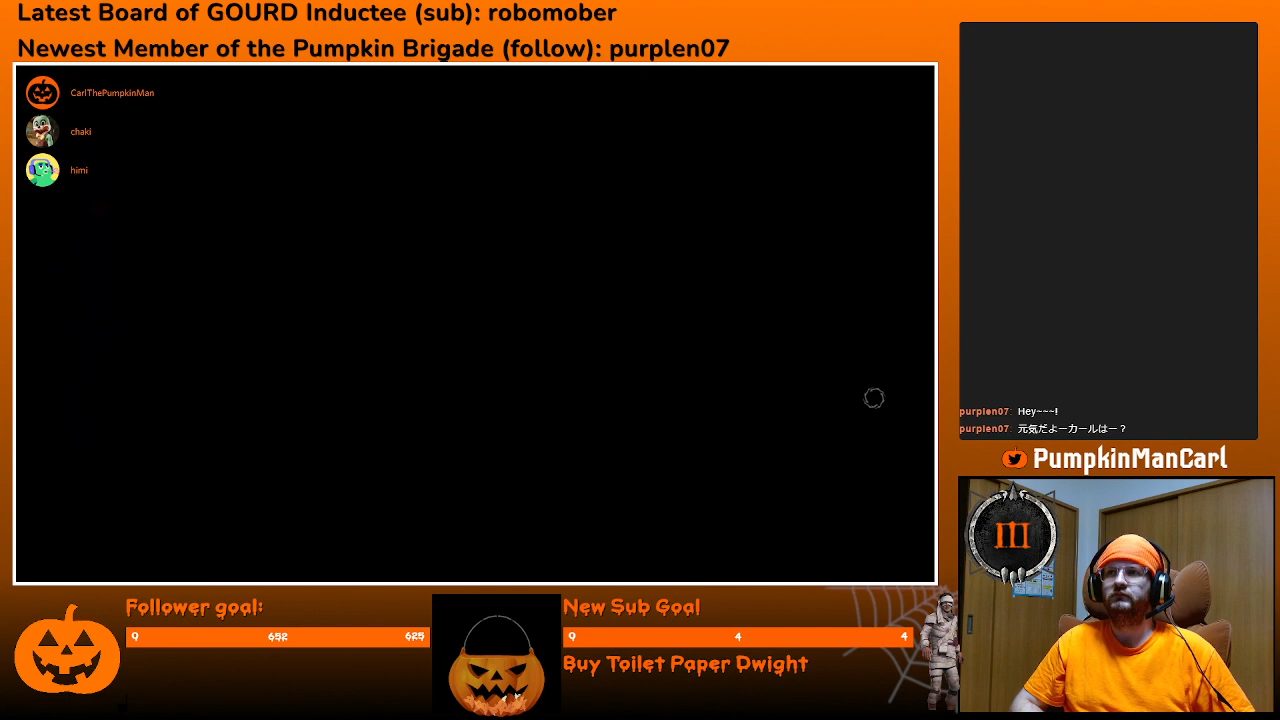 Latest Board of GOURD Inductee (sub): robomober
Newest Member of the Pumpkin Brigade (follow): purplen07
CarlThePumpkinMan
chaki
himi
purplen07: Hey~~~!
purplen07: 元気だよーカールはー？
PumpkinManCarl
III
Follower goal:
0 652 625
New Sub Goal
0 4 4
Buy Toilet Paper Dwight